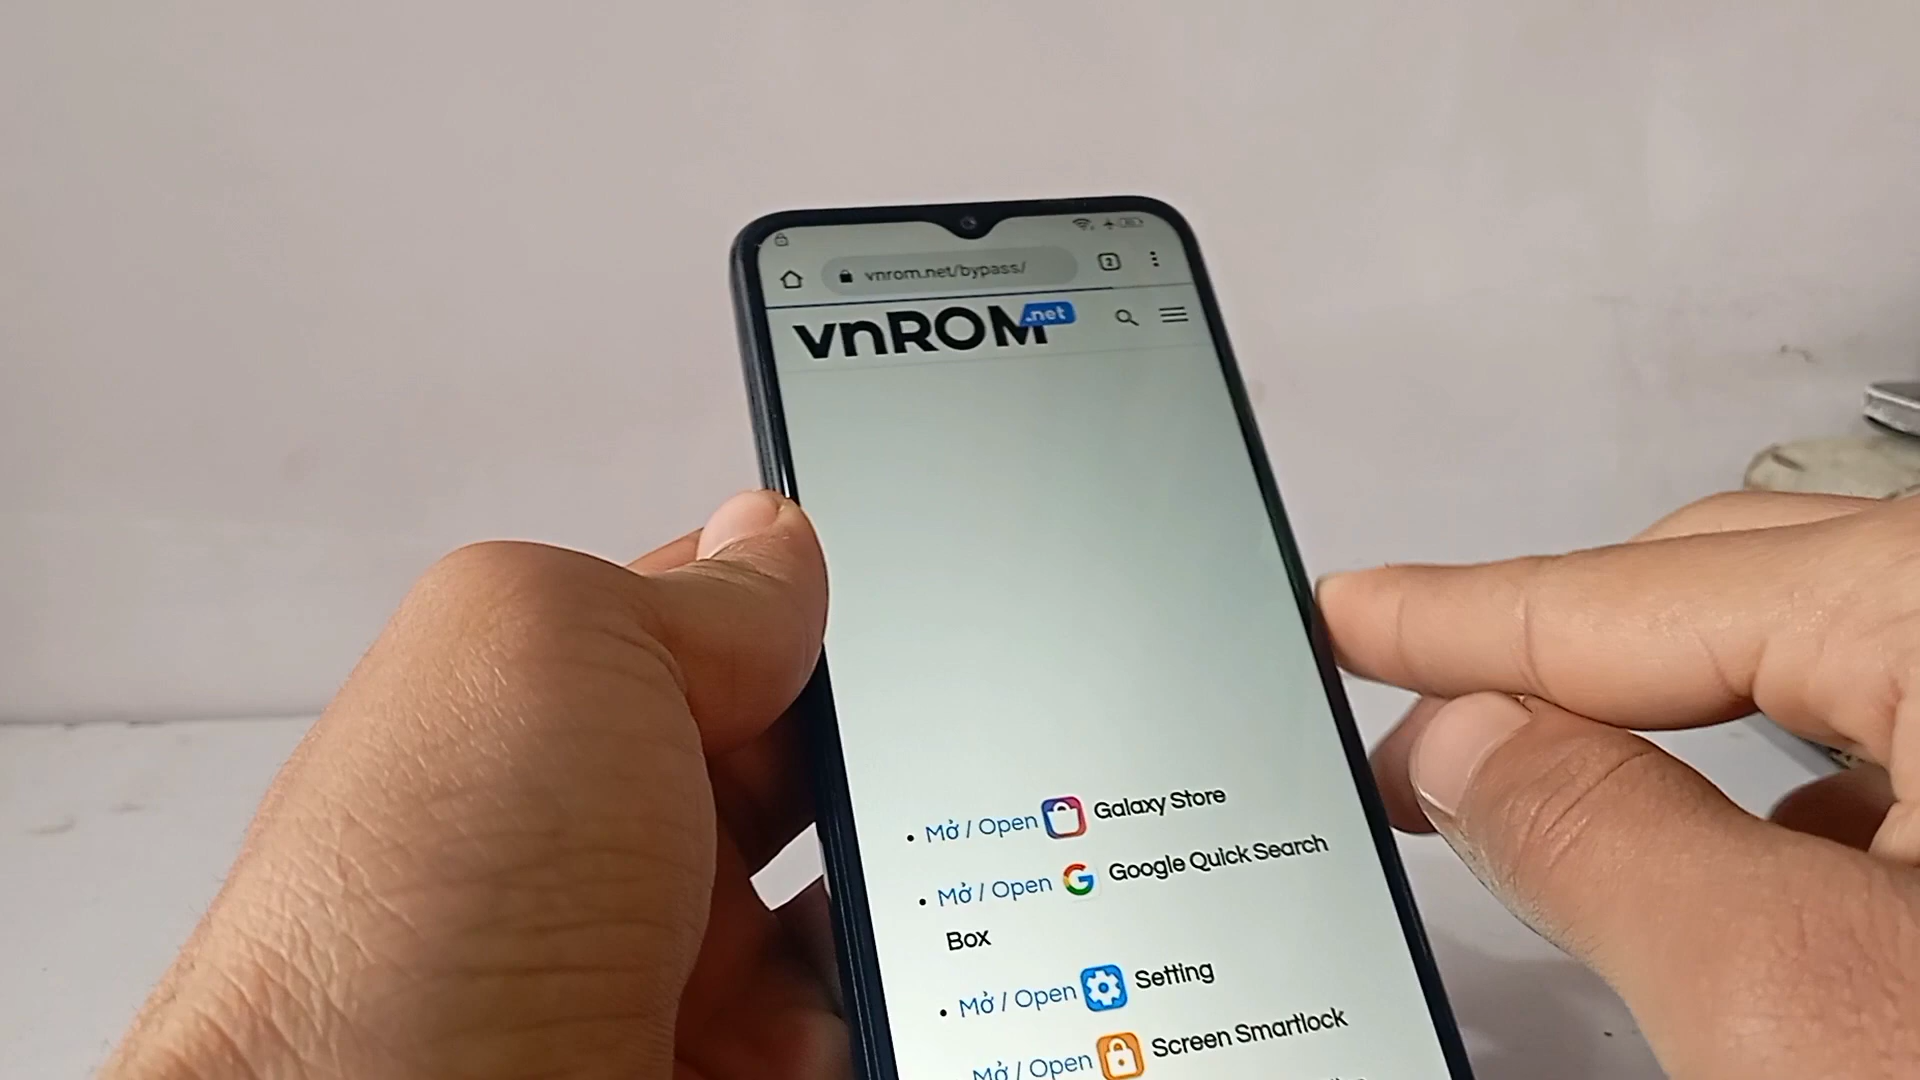 vnrom.net/bypass/
2
vnROM.net
Mở / Open Galaxy Store
Mở / Open Google Quick Search
Box
Mở / Open Setting
Mở / Open Screen Smartlock